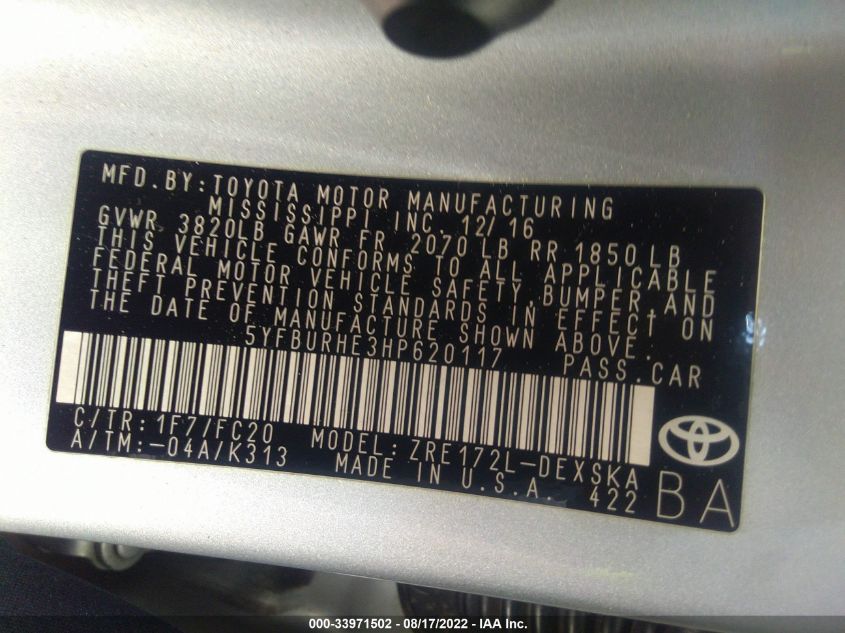 MFD.BY:TOYOTA MOTOR MANUFACTURING
MISSISSIPPI INC. 12/16
GVWR 3820LB GAWR FR 2070 LB RR 1850 LB
THIS VEHICLE CONFORMS TO ALL APPLICABLE
FEDERAL MOTOR VEHICLE SAFETY,BUMPER,AND
THEFT PREVENTION STANDARDS IN EFFECT ON
THE DATE OF MANUFACTURE SHOWN ABOVE.
5YFBURHE3HP620117 PASS.CAR
C/TR:1F7/FC20 MODEL:ZRE172L-DEXSKA
A/TM:-04A/K313 MADE IN U.S.A. 422
BA
000-33971502 - 08/17/2022 - IAA Inc.